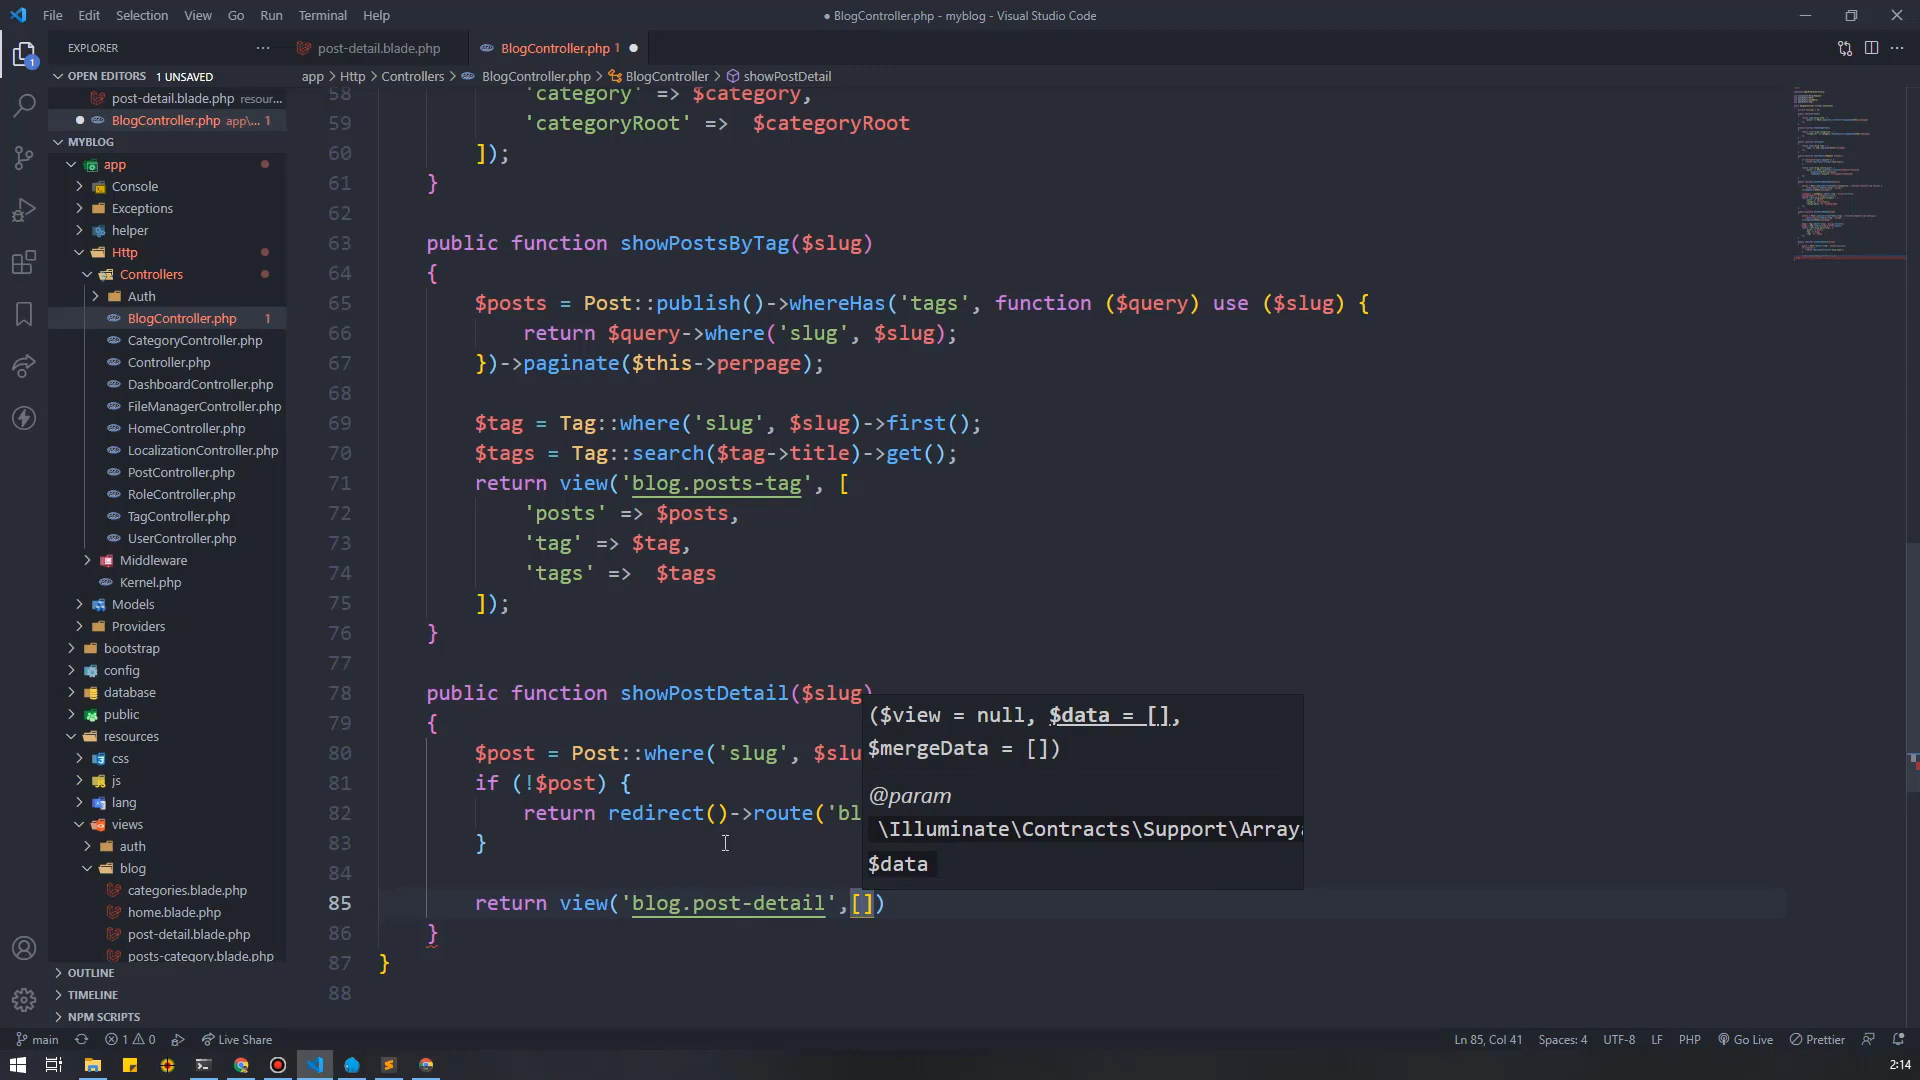 File Edit Selection View Go Run Terminal Help
● BlogController.php - myblog - Visual Studio Code
EXPLORER
post-detail.blade.php
BlogController.php 1
OPEN EDITORS 1 UNSAVED
app > Http > Controllers > BlogController.php > BlogController > showPostDetail
post-detail.blade.php resour...
BlogController.php app\... 1
MYBLOG
app
Console
Exceptions
helper
Http
Controllers
Auth
BlogController.php 1
CategoryController.php
Controller.php
DashboardController.php
FileManagerController.php
HomeController.php
LocalizationController.php
PostController.php
RoleController.php
TagController.php
UserController.php
Middleware
Kernel.php
Models
Providers
bootstrap
config
database
public
resources
css
js
lang
views
auth
blog
categories.blade.php
home.blade.php
post-detail.blade.php
posts-category.blade.php
OUTLINE
TIMELINE
NPM SCRIPTS
58 'category' => $category,
59 'categoryRoot' => $categoryRoot
60 ]);
61 }
62
63 public function showPostsByTag($slug)
64 {
65 $posts = Post::publish()->whereHas('tags', function ($query) use ($slug) {
66 return $query->where('slug', $slug);
67 })->paginate($this->perpage);
68
69 $tag = Tag::where('slug', $slug)->first();
70 $tags = Tag::search($tag->title)->get();
71 return view('blog.posts-tag', [
72 'posts' => $posts,
73 'tag' => $tag,
74 'tags' => $tags
75 ]);
76 }
77
78 public function showPostDetail($slug)
79 {
80 $post = Post::where('slug', $slu
81 if (!$post) {
82 return redirect()->route('bl
83 }
84
85 return view('blog.post-detail',[])
86 }
87 }
88
($view = null, $data = [],
$mergeData = [])
@param
\Illuminate\Contracts\Support\Array
$data
main 1 0 Live Share
Ln 85, Col 41 Spaces: 4 UTF-8 LF PHP Go Live Prettier
2:14